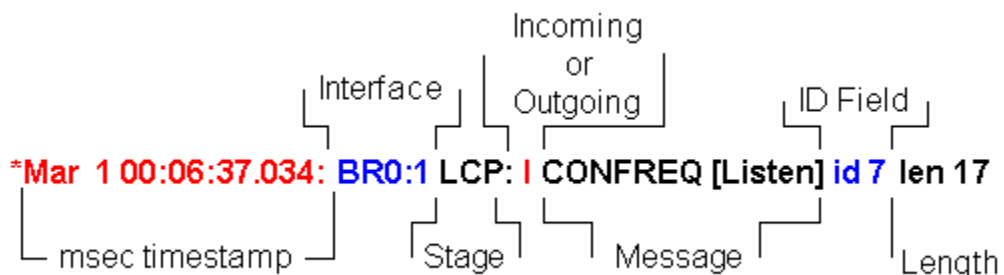 Incoming
or
Outgoing
Interface
ID Field
*Mar 1 00:06:37.034: BR0:1 LCP: I CONFREQ [Listen] id 7 len 17
msec timestamp
Stage
Message
Length